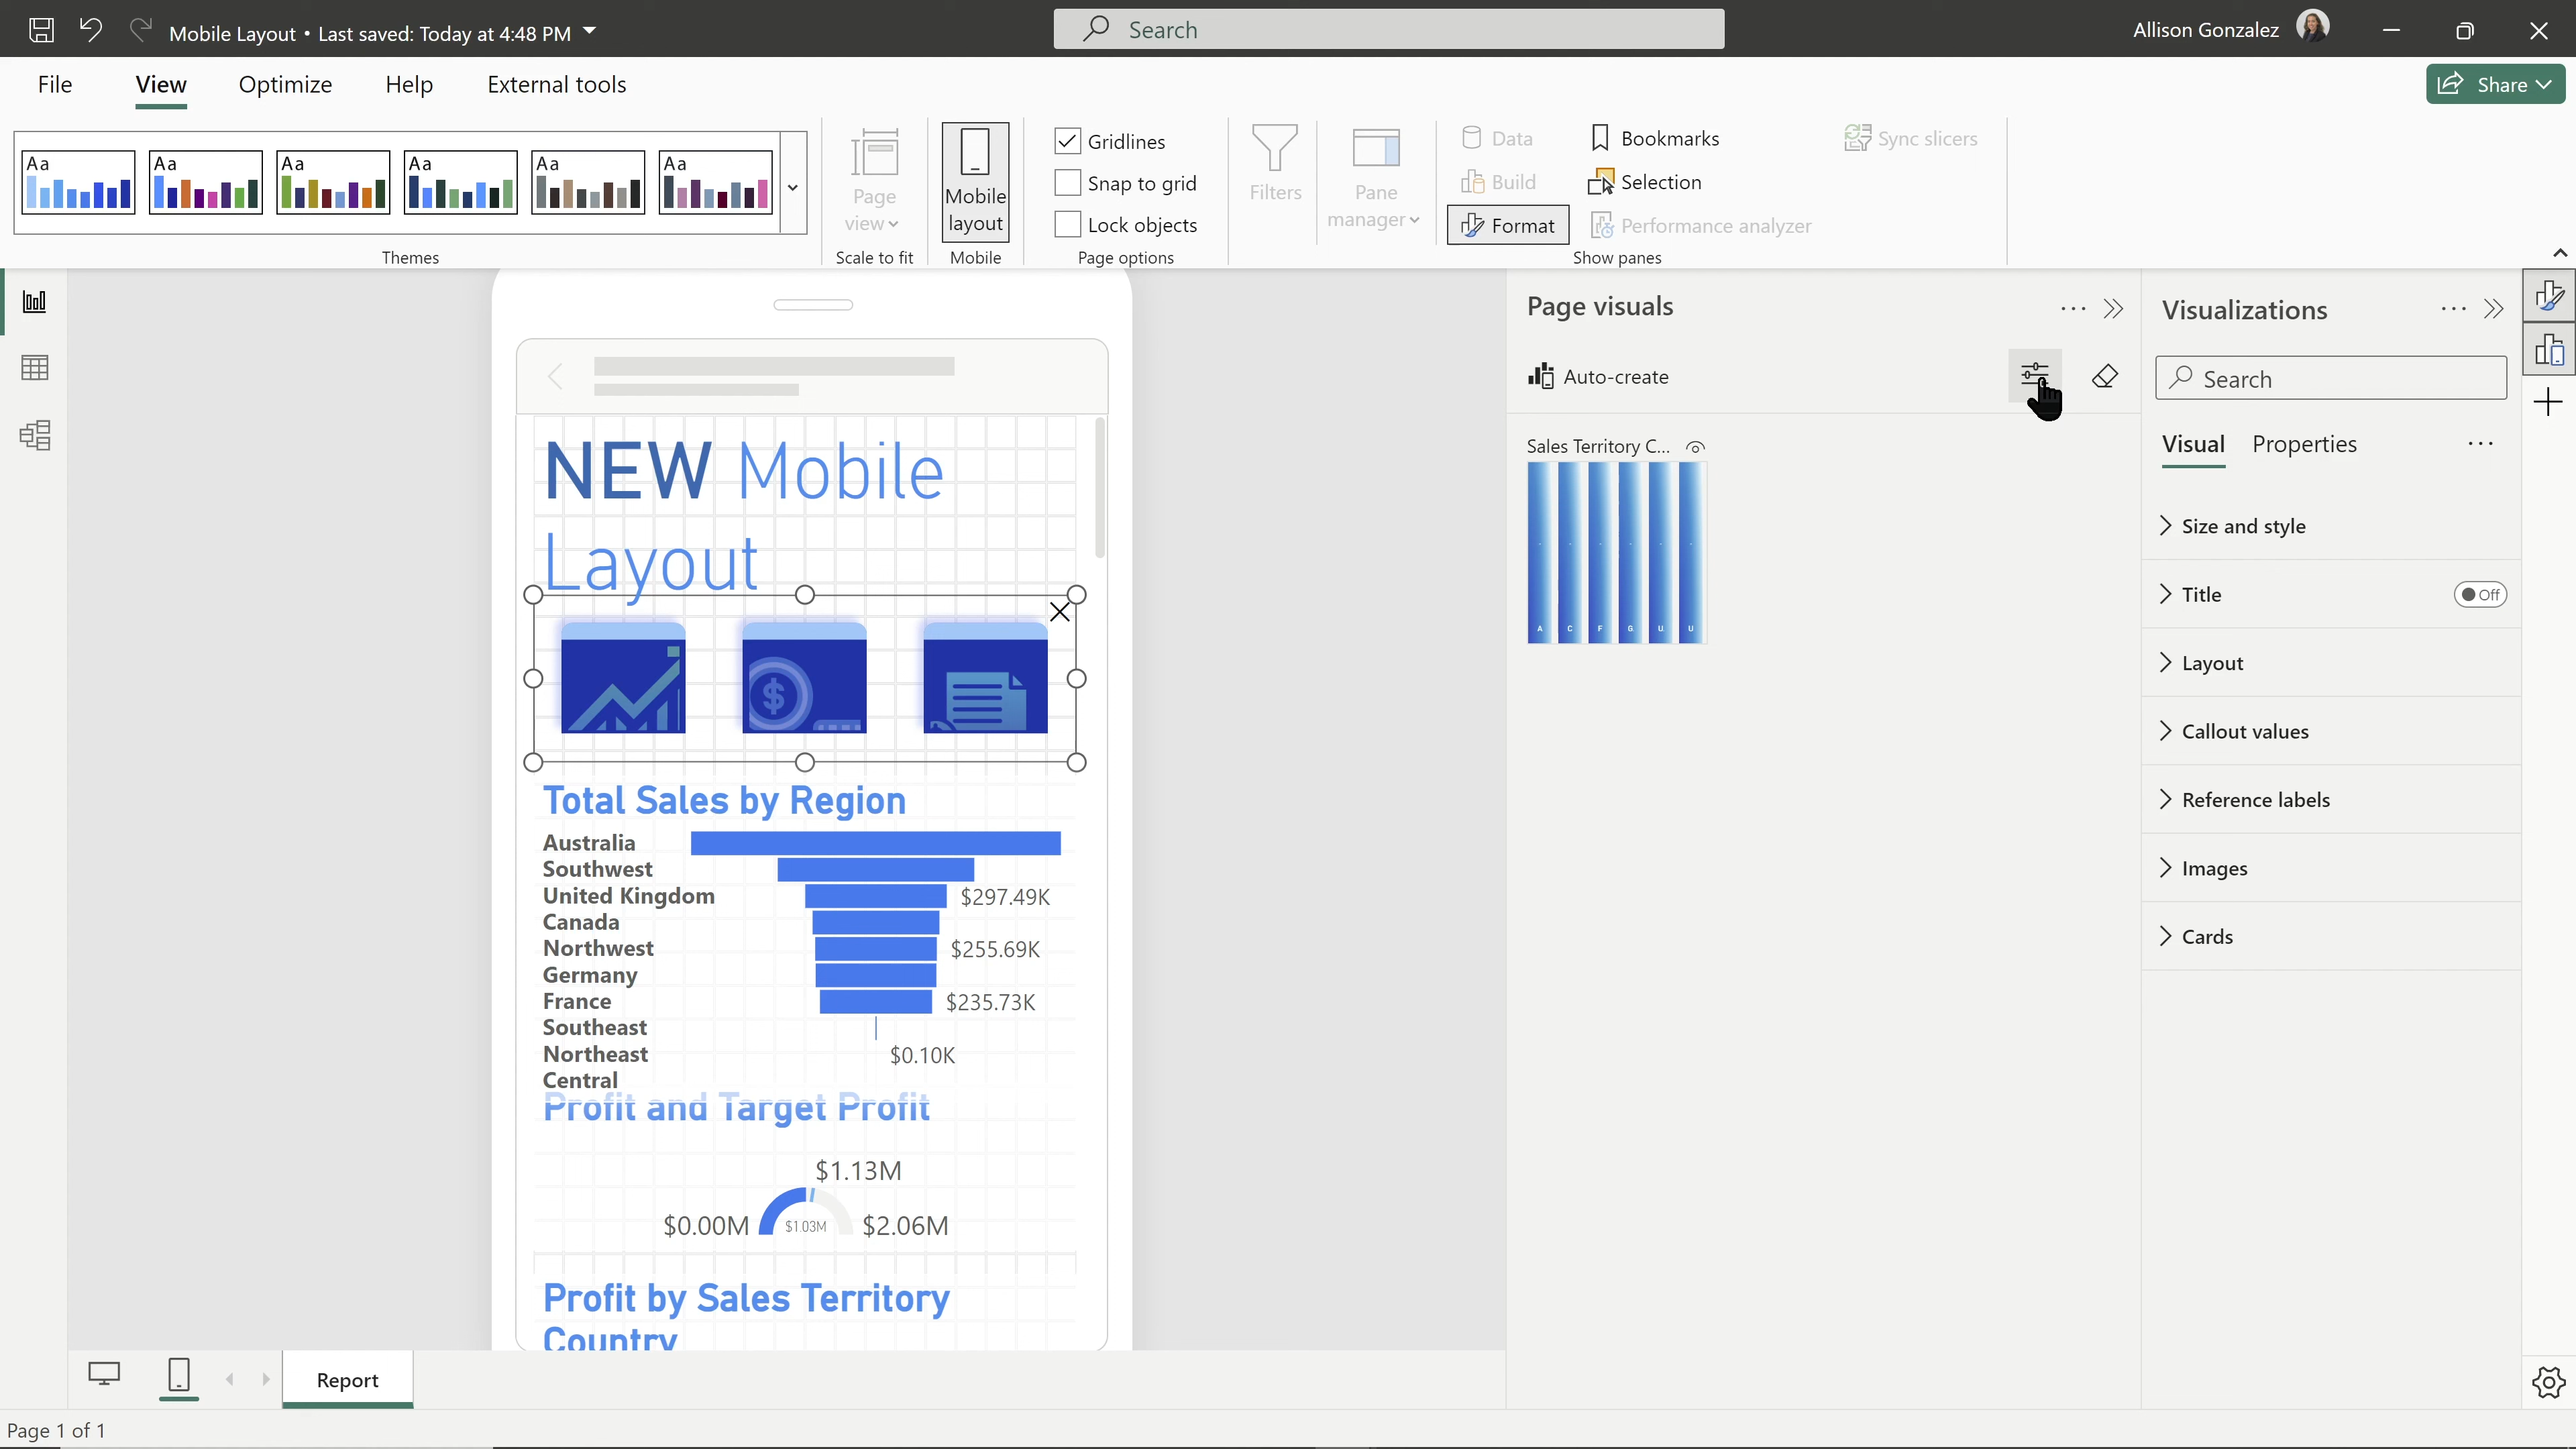 Mobile Layout • Last saved: Today at 4:48 PM
Search
Allison Gonzalez
File
View
Optimize
Help
External tools
Share
Aa
Aa
Aa
Aa
Aa
Aa
Themes
Page
view
Scale to fit
Mobile
layout
Mobile
Gridlines
Snap to grid
Lock objects
Page options
Filters
Pane
manager
Data
Build
Format
Bookmarks
Selection
Performance analyzer
Sync slicers
Show panes
NEW Mobile
Layout
$
Total Sales by Region
Australia
Southwest
United Kingdom $297.49K
Canada
Northwest $255.69K
Germany
France $235.73K
Southeast
Northeast $0.10K
Central
Profit and Target Profit
$1.13M
$0.00M $1.03M $2.06M
Profit by Sales Territory
Country
Page visuals
Auto-create
Sales Territory C...
A C F G U U
Visualizations
Search
Visual
Properties
Size and style
Title
Off
Layout
Callout values
Reference labels
Images
Cards
Report
Page 1 of 1